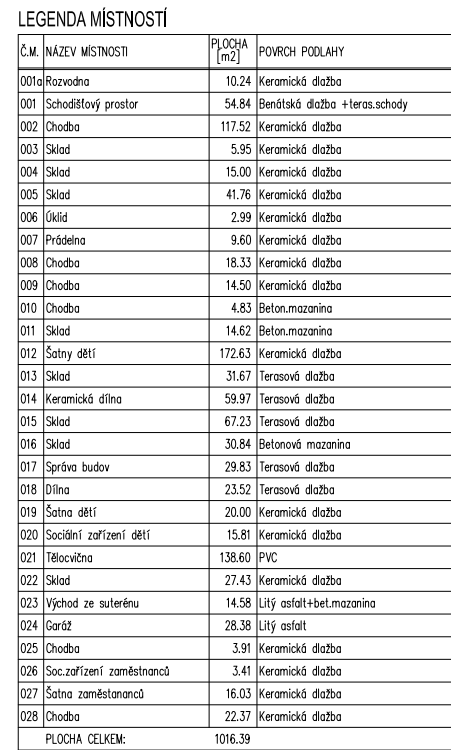 LEGENDA MÍSTNOSTÍ
Č.M. NÁZEV MÍSTNOSTI PLOCHA [m2] POVRCH PODLAHY
001a Rozvodna 10.24 Keramická dlažba
001 Schodišťový prostor 54.84 Benátská dlažba +teras.schody
002 Chodba 117.52 Keramická dlažba
003 Sklad 5.95 Keramická dlažba
004 Sklad 15.00 Keramická dlažba
005 Sklad 41.76 Keramická dlažba
006 Úklid 2.99 Keramická dlažba
007 Prádelna 9.60 Keramická dlažba
008 Chodba 18.33 Keramická dlažba
009 Chodba 14.50 Keramická dlažba
010 Chodba 4.83 Beton.mazanina
011 Sklad 14.62 Beton.mazanina
012 Šatny dětí 172.63 Keramická dlažba
013 Sklad 31.67 Terasová dlažba
014 Keramická dílna 59.97 Terasová dlažba
015 Sklad 67.23 Terasová dlažba
016 Sklad 30.84 Betonová mazanina
017 Správa budov 29.83 Terasová dlažba
018 Dílna 23.52 Terasová dlažba
019 Šatna dětí 20.00 Keramická dlažba
020 Sociální zařízení dětí 15.81 Keramická dlažba
021 Tělocvična 138.60 PVC
022 Sklad 27.43 Keramická dlažba
023 Východ ze suterénu 14.58 Litý asfalt+bet.mazanina
024 Garáž 28.38 Litý asfalt
025 Chodba 3.91 Keramická dlažba
026 Soc.zařízení zaměstnanců 3.41 Keramická dlažba
027 Šatna zaměstananců 16.03 Keramická dlažba
028 Chodba 22.37 Keramická dlažba
PLOCHA CELKEM: 1016.39